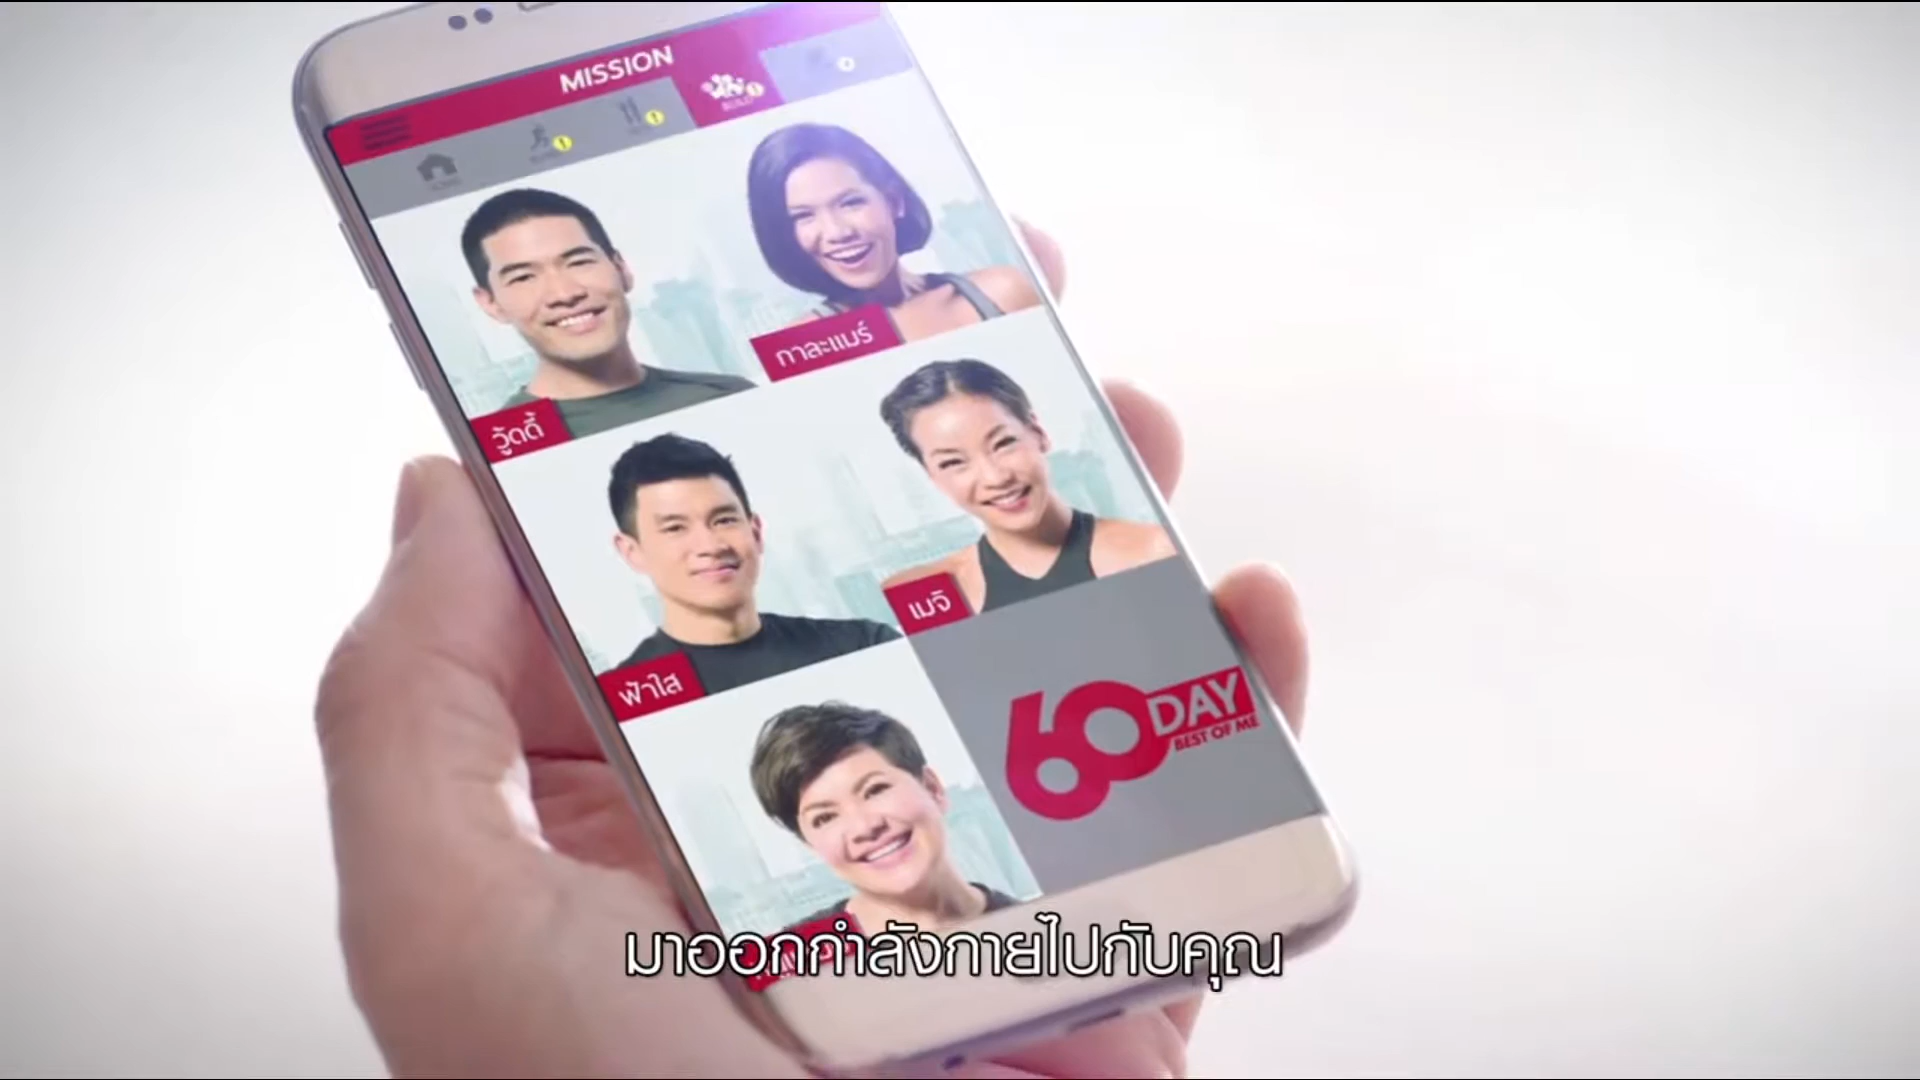 MISSION
BUILD
วู้ดดี้
กาละแมร์
ฟ้าใส
เมจิ
60 DAY
BEST OF ME
มาออกกำลังกายไปกับคุณ